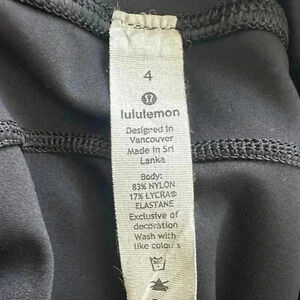 4
lululemon
Designed in
Vancouver
Made in Sri
Lanka
Body:
83% NYLON
17% LYCRA®
ELASTANE
Exclusive of
decoration
Wash with
like colours